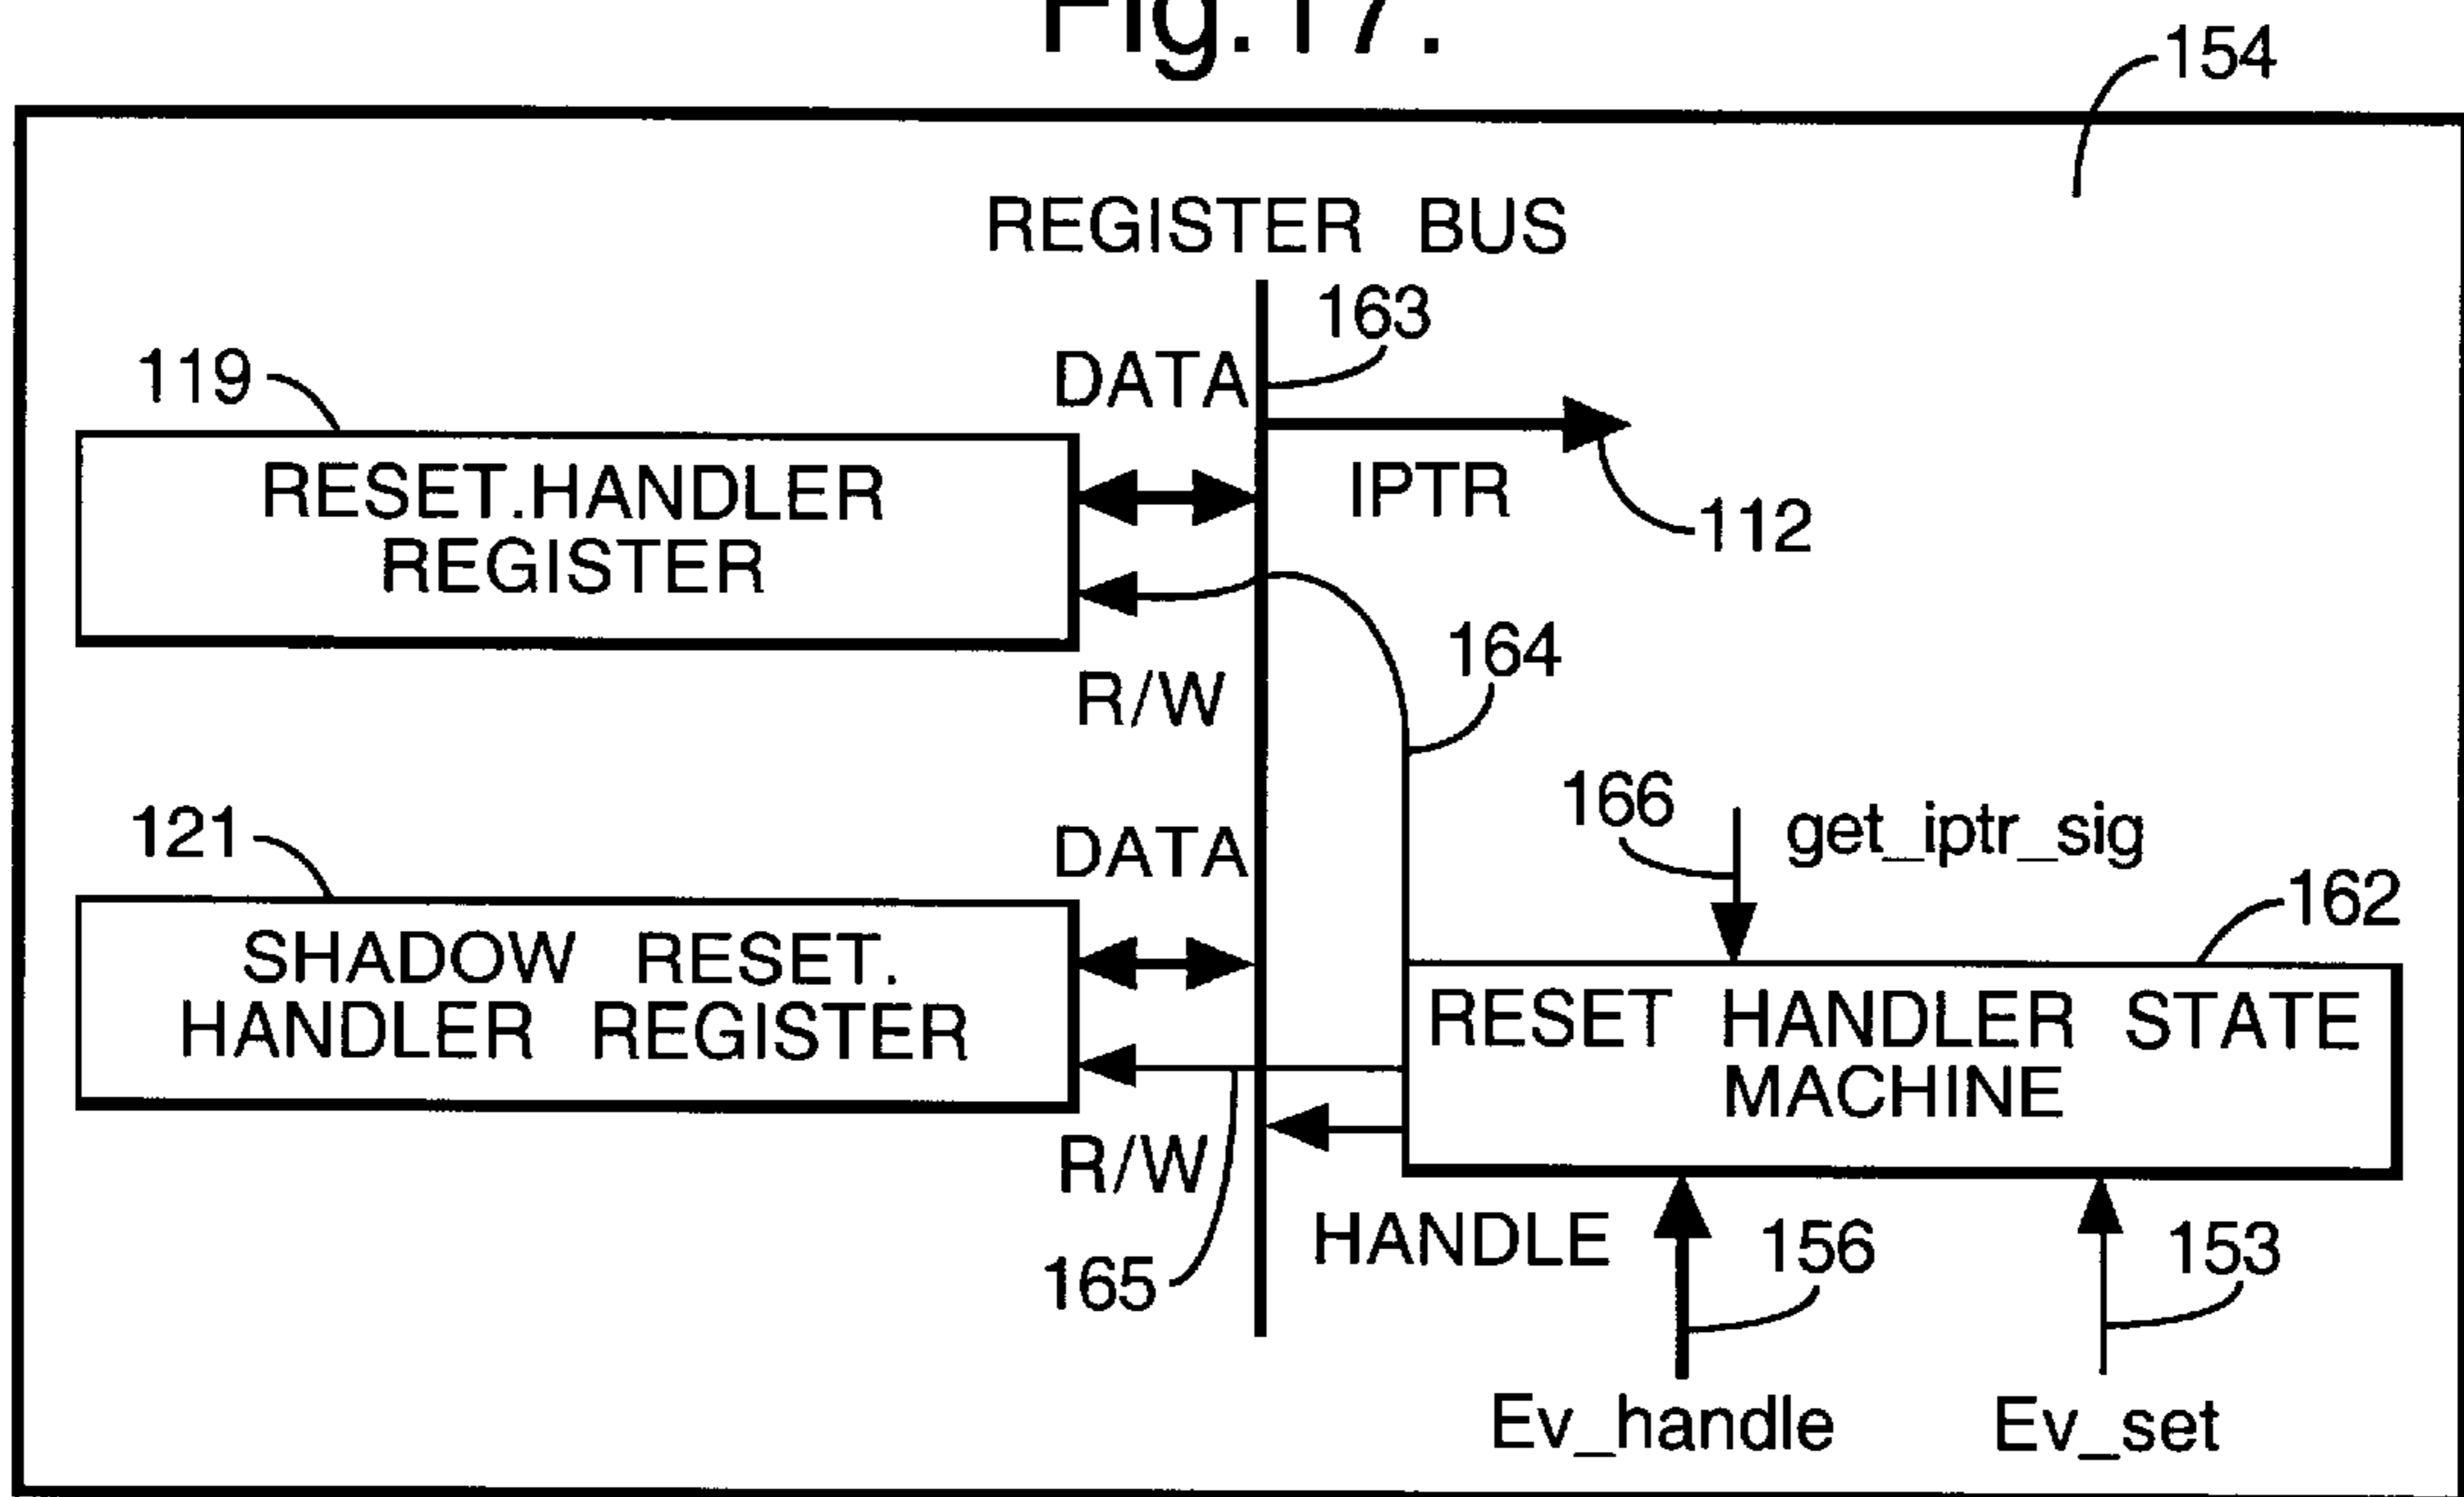 Fig.17.
154
REGISTER BUS
163
DATA
119
RESET.HANDLER
REGISTER
IPTR
112
R/W
164
166
get_iptr_sig
121
DATA
162
SHADOW RESET.
HANDLER REGISTER
RESET HANDLER STATE
MACHINE
R/W
HANDLE
165
156
153
Ev_handle
Ev_set